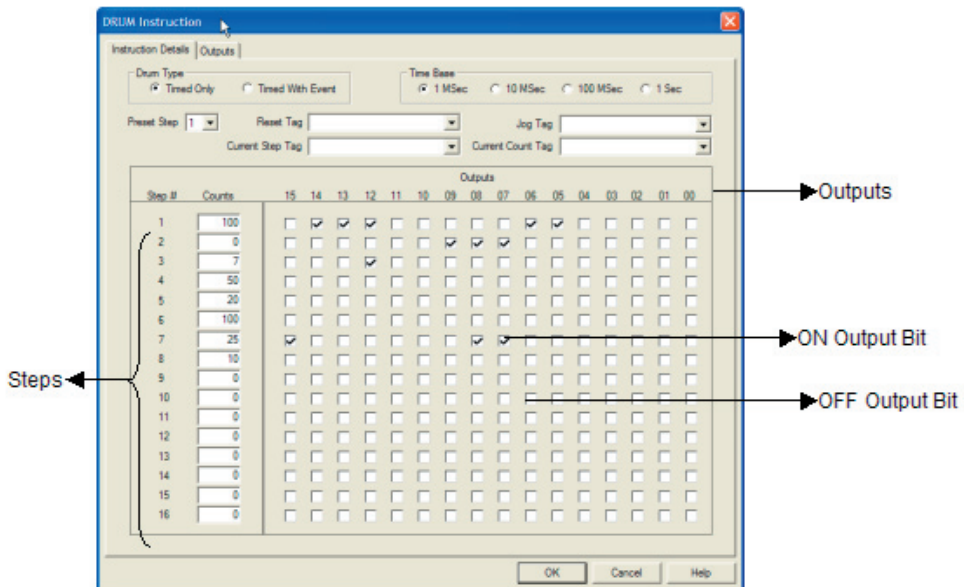 DRUM Instruction
Instruction Details Outputs
Drum Type Time Base
Timed Only Timed With Event 1 MSec 10 MSec 100 MSec 1 Sec
Preset Step 1 Reset Tag Jog Tag
Current Step Tag Current Count Tag
Outputs
Step # Counts 15 14 13 12 11 10 09 08 07 06 05 04 03 02 01 00
Outputs
1 100
2 0
3 7
4 50
5 20
6 100
7 25
ON Output Bit
8 10
9 0
Steps
10 0
OFF Output Bit
11 0
12 0
13 0
14 0
15 0
16 0
OK Cancel Help